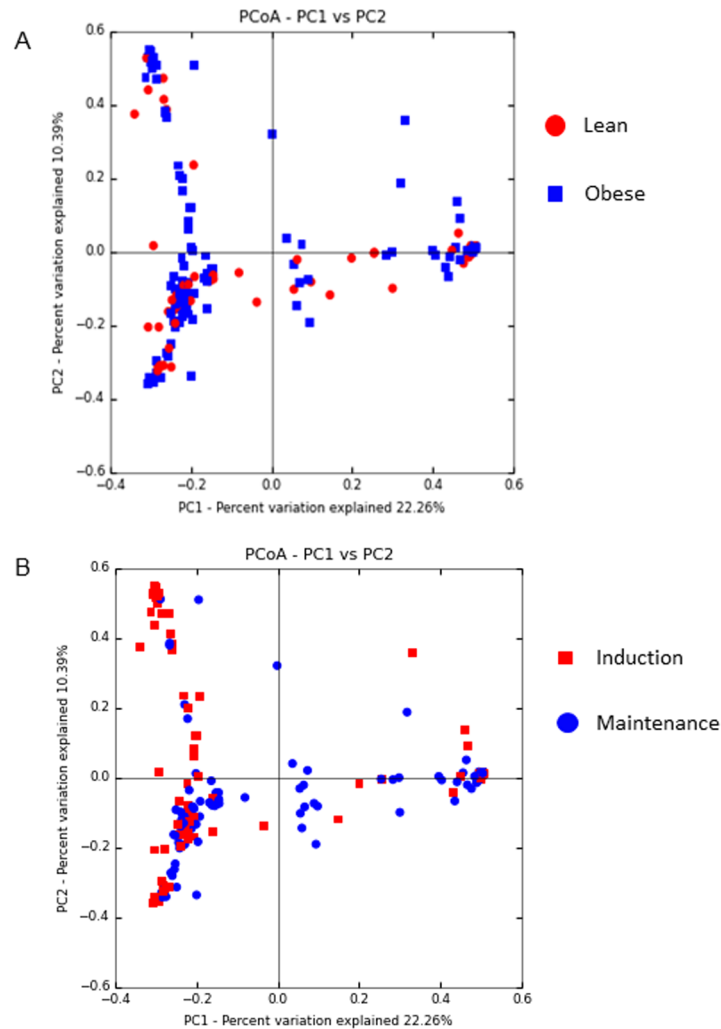 A
PCoA - PC1 vs PC2
0.6
0.4
0.2
0.0
−0.2
−0.4
−0.6
PC2 - Percent variation explained 10.39%
−0.4
−0.2
0.0
0.2
0.4
0.6
PC1 - Percent variation explained 22.26%
Lean
Obese
B
PCoA - PC1 vs PC2
0.6
0.4
0.2
0.0
−0.2
−0.4
−0.6
PC2 - Percent variation explained 10.39%
−0.4
−0.2
0.0
0.2
0.4
0.6
PC1 - Percent variation explained 22.26%
Induction
Maintenance